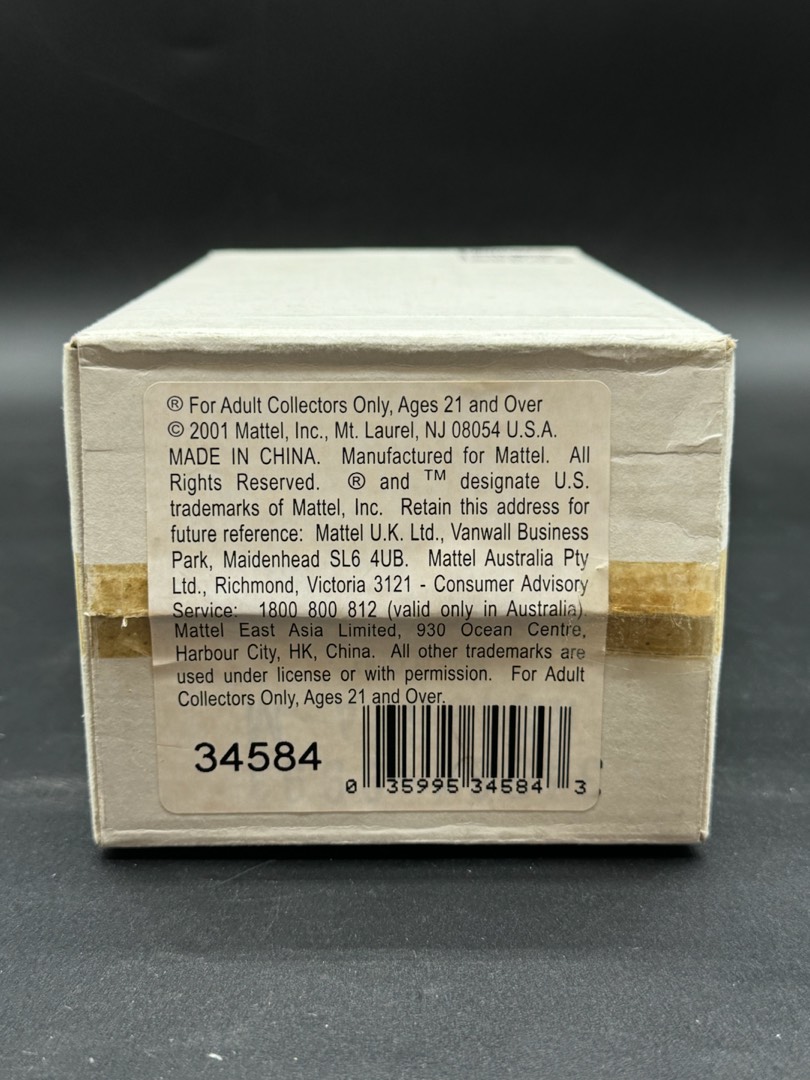 ® For Adult Collectors Only, Ages 21 and Over
© 2001 Mattel, Inc., Mt. Laurel, NJ 08054 U.S.A.
MADE IN CHINA. Manufactured for Mattel. All
Rights Reserved. ® and ™ designate U.S.
trademarks of Mattel, Inc. Retain this address for
future reference: Mattel U.K. Ltd., Vanwall Business
Park, Maidenhead SL6 4UB. Mattel Australia Pty
Ltd., Richmond, Victoria 3121 - Consumer Advisory
Service: 1800 800 812 (valid only in Australia).
Mattel East Asia Limited, 930 Ocean Centre,
Harbour City, HK, China. All other trademarks are
used under license or with permission. For Adult
Collectors Only, Ages 21 and Over.
34584
0 35995 34584 3